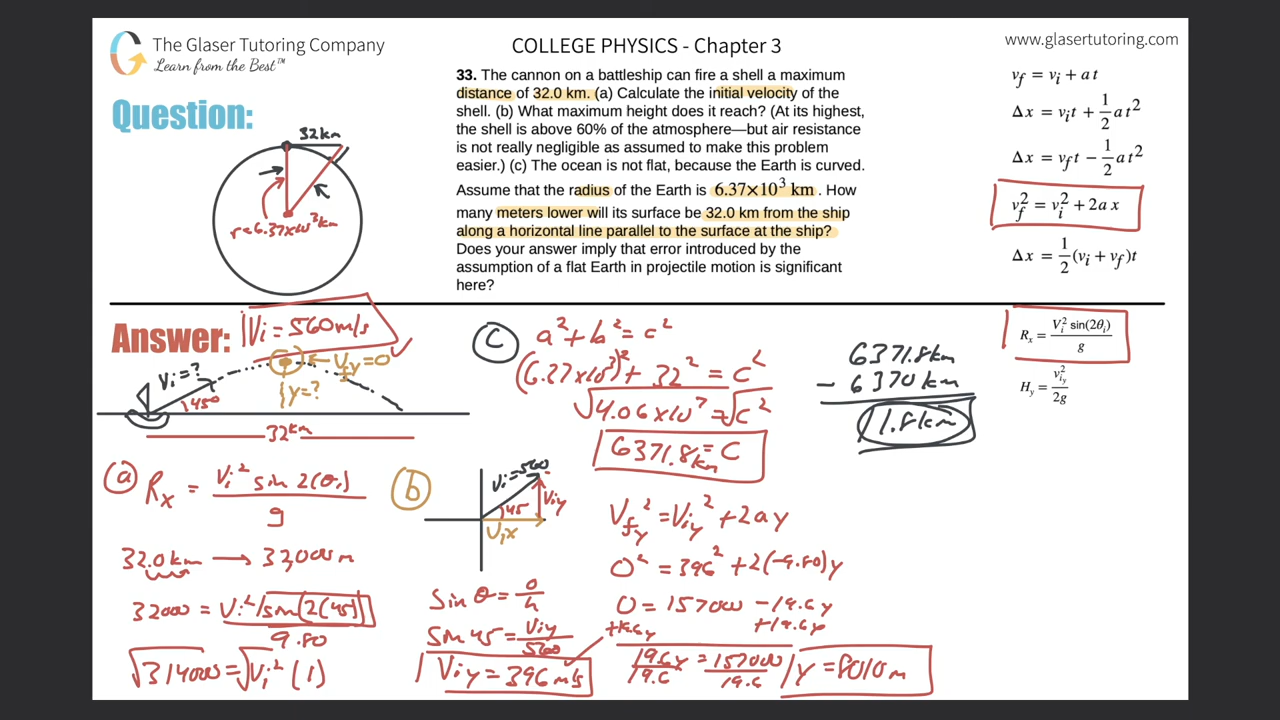 The Glaser Tutoring Company
Learn from the Best™
COLLEGE PHYSICS - Chapter 3
www.glasertutoring.com
Question:
32km
r=6.37x10³km
33. The cannon on a battleship can fire a shell a maximum
distance of 32.0 km. (a) Calculate the initial velocity of the
shell. (b) What maximum height does it reach? (At its highest,
the shell is above 60% of the atmosphere—but air resistance
is not really negligible as assumed to make this problem
easier.) (c) The ocean is not flat, because the Earth is curved.
Assume that the radius of the Earth is 6.37×10³ km . How
many meters lower will its surface be 32.0 km from the ship
along a horizontal line parallel to the surface at the ship?
Does your answer imply that error introduced by the
assumption of a flat Earth in projectile motion is significant
here?
v_f = v_i + at
Δx = v_i t + 1/2 at²
Δx = v_f t − 1/2 at²
v_f² = v_i² + 2a x
Δx = 1/2 (v_i + v_f)t
R_x = V_i² sin(2θ_i) / g
H_y = v_iy² / 2g
Answer:
Vi = 560m/s
Vi = ?
45°
Vfy = 0
y = ?
32km
(a) Rx = Vi² sin 2(θi) / g
32.0km → 32,000m
32000 = Vi² sin(2(45)) / 9.80
√314000 = √Vi² (1)
(b)
Vi = 560
45
Viy
Vix
Sin θ = o/h
Sin 45 = Viy/560
Viy = 396m/s
(c) a² + b² = c²
(6.37x10³)² + 32² = c²
√4.06x10⁷ = √c²
6371.8km = C
6371.8km
− 6370km
1.8km
Vfy² = Viy² + 2ay
0² = 396² + 2(-9.80)y
0 = 157000 − 19.6y
+19.6y +19.6y
19.6y/19.6 = 157000/19.6
y = 8010m